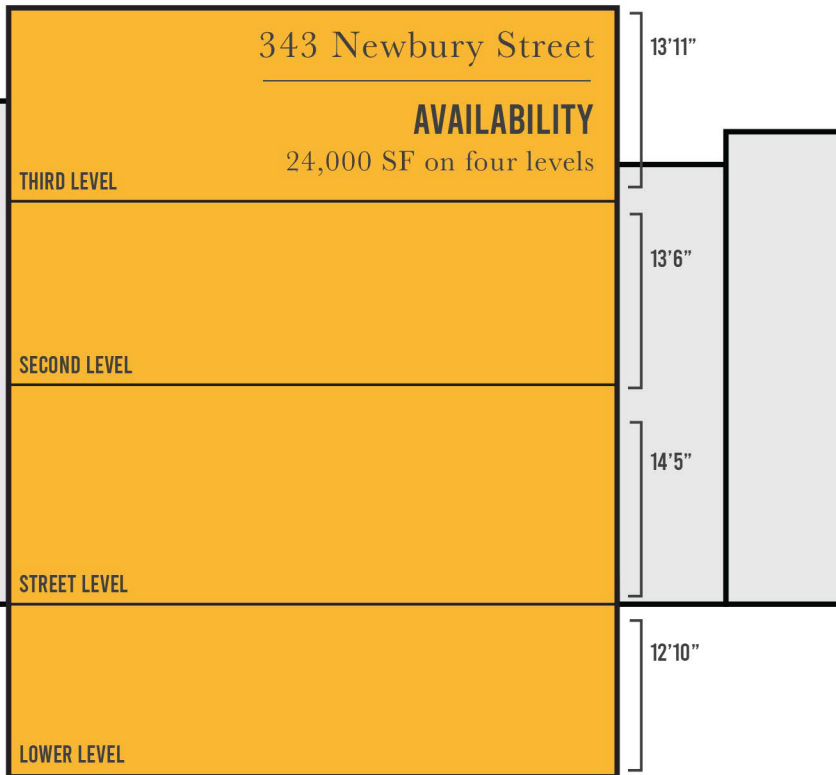 343 Newbury Street
13’11”
AVAILABILITY
24,000 SF on four levels
THIRD LEVEL
13’6”
SECOND LEVEL
14’5”
STREET LEVEL
12’10”
LOWER LEVEL